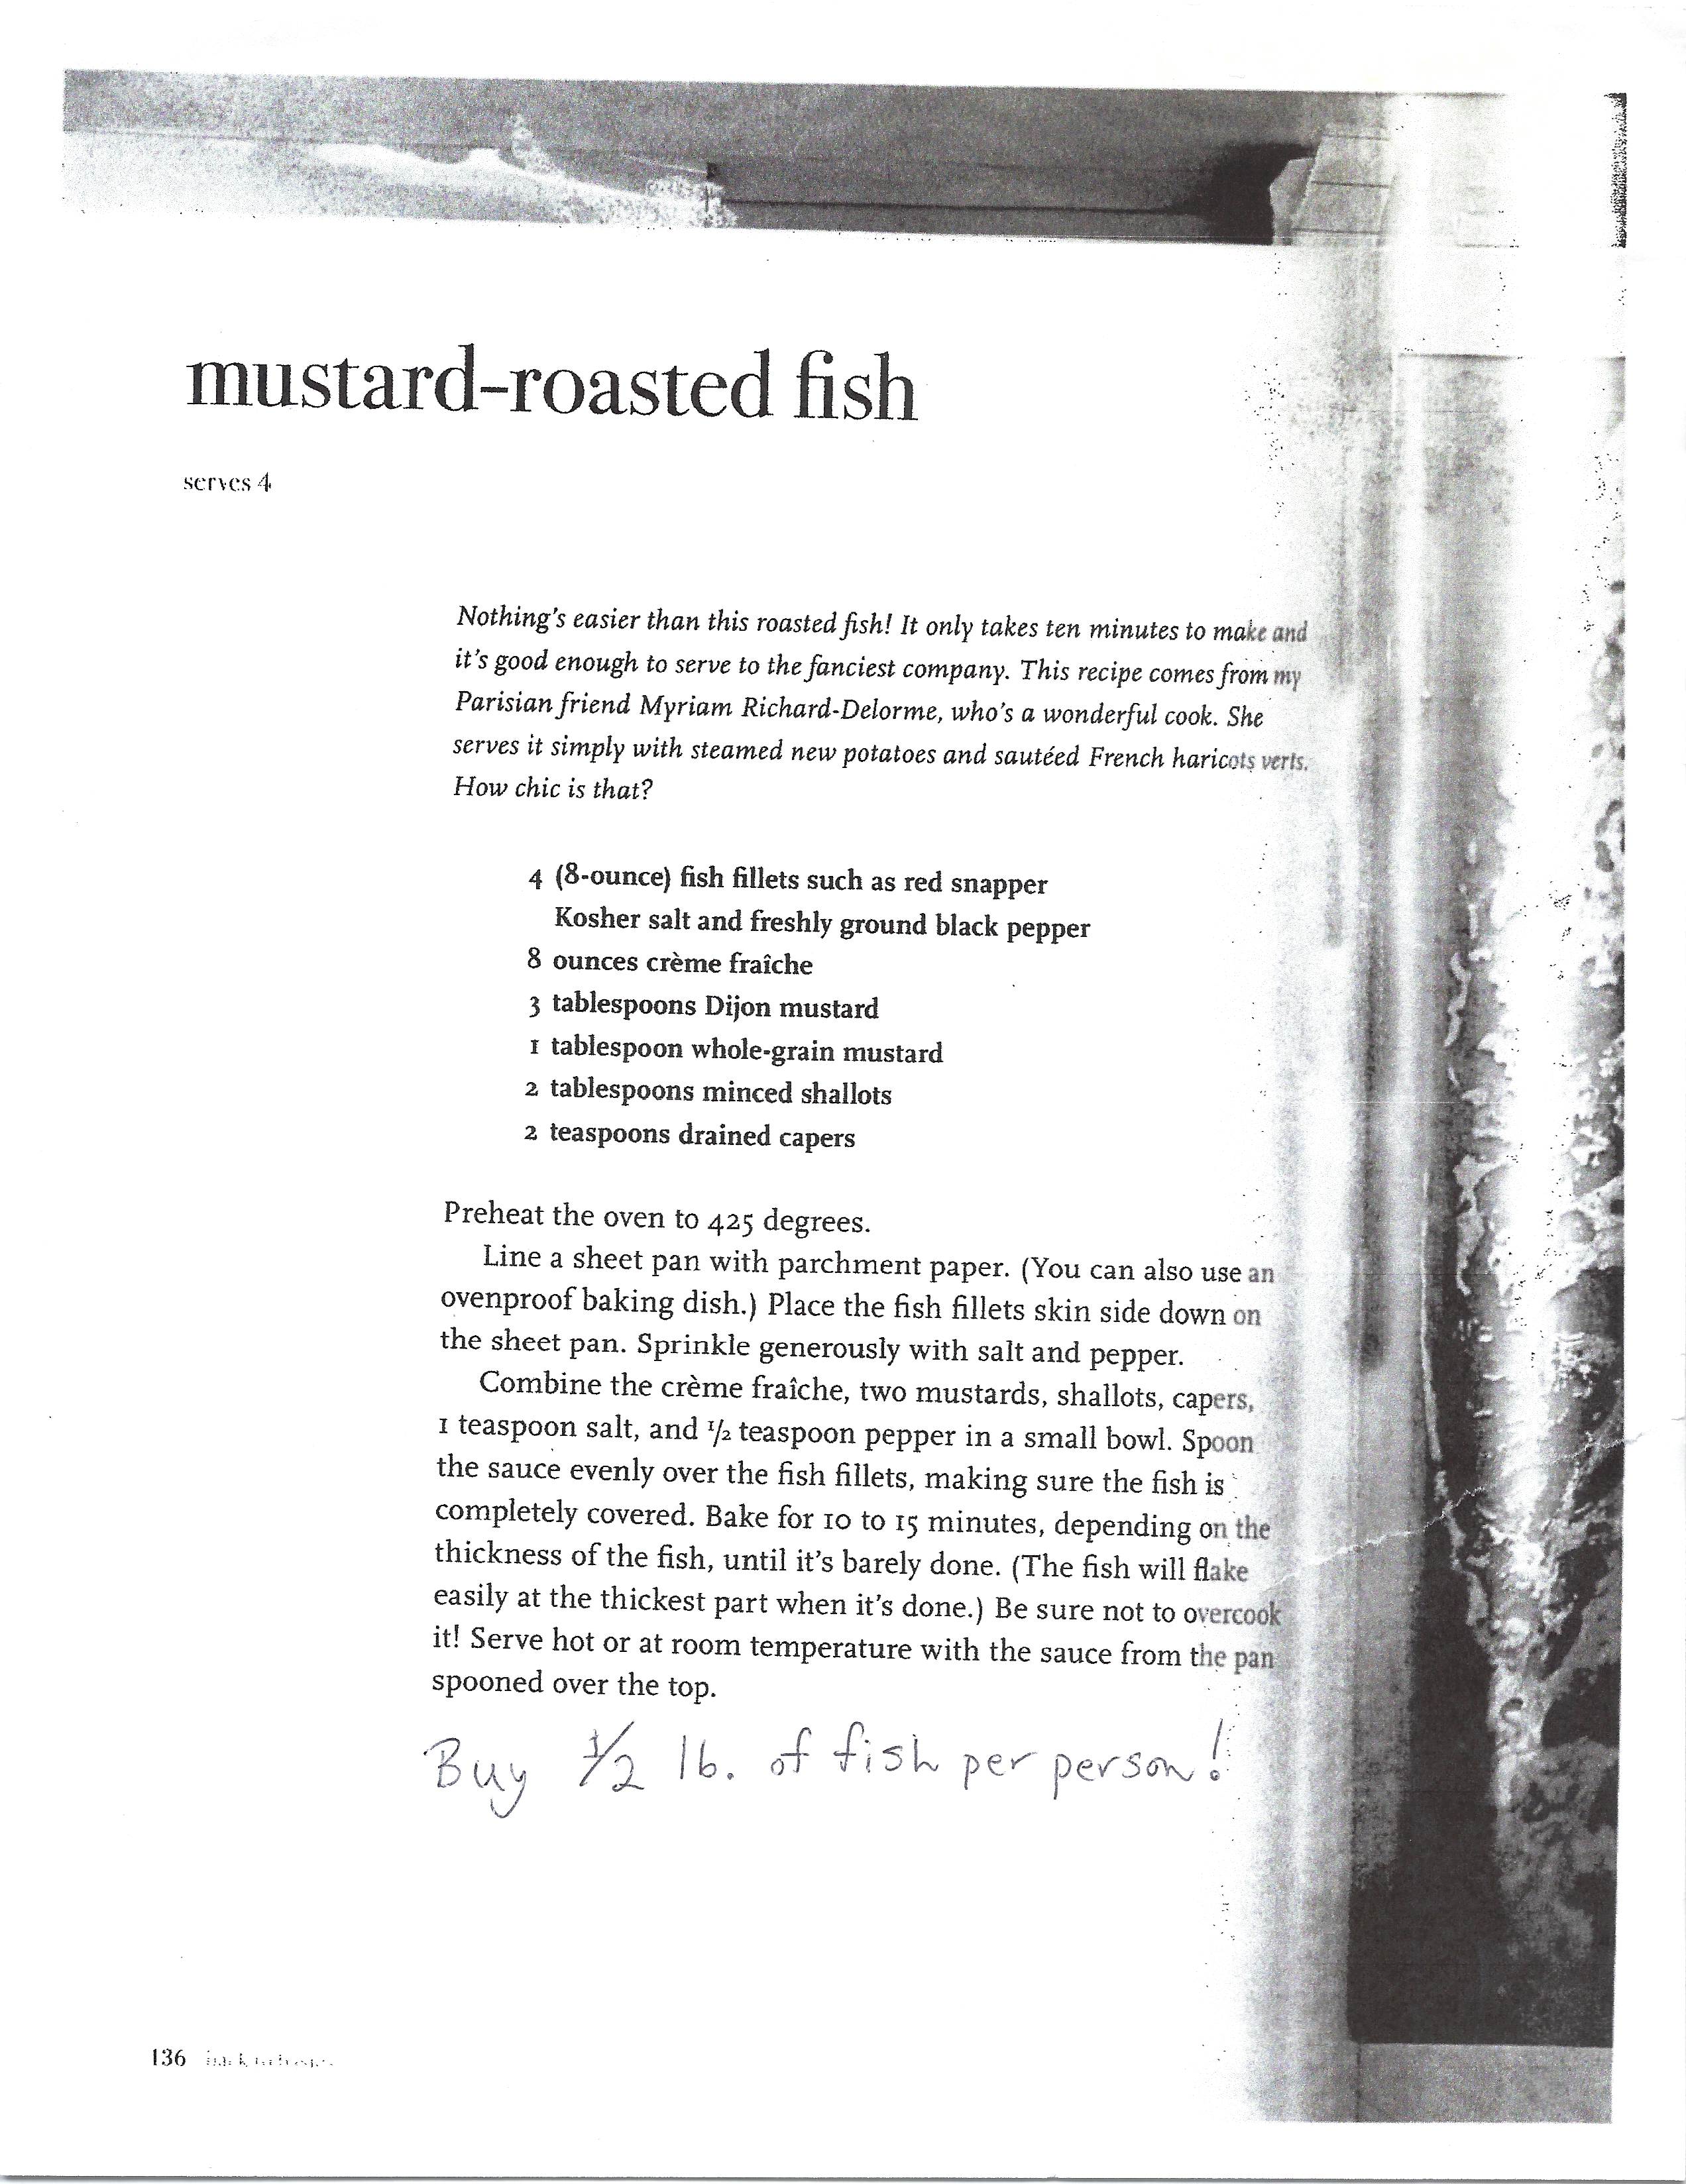 mustard-roasted fish
serves 4
Nothing's easier than this roasted fish! It only takes ten minutes to make and
it's good enough to serve to the fanciest company. This recipe comes from my
Parisian friend Myriam Richard-Delorme, who's a wonderful cook. She
serves it simply with steamed new potatoes and sautéed French haricots verts.
How chic is that?
4 (8-ounce) fish fillets such as red snapper
Kosher salt and freshly ground black pepper
8 ounces crème fraîche
3 tablespoons Dijon mustard
1 tablespoon whole-grain mustard
2 tablespoons minced shallots
2 teaspoons drained capers
Preheat the oven to 425 degrees.
Line a sheet pan with parchment paper. (You can also use an
ovenproof baking dish.) Place the fish fillets skin side down on
the sheet pan. Sprinkle generously with salt and pepper.
Combine the crème fraîche, two mustards, shallots, capers,
1 teaspoon salt, and ½ teaspoon pepper in a small bowl. Spoon
the sauce evenly over the fish fillets, making sure the fish is
completely covered. Bake for 10 to 15 minutes, depending on the
thickness of the fish, until it's barely done. (The fish will flake
easily at the thickest part when it's done.) Be sure not to overcook
it! Serve hot or at room temperature with the sauce from the pan
spooned over the top.
Buy ½ lb. of fish per person!
136